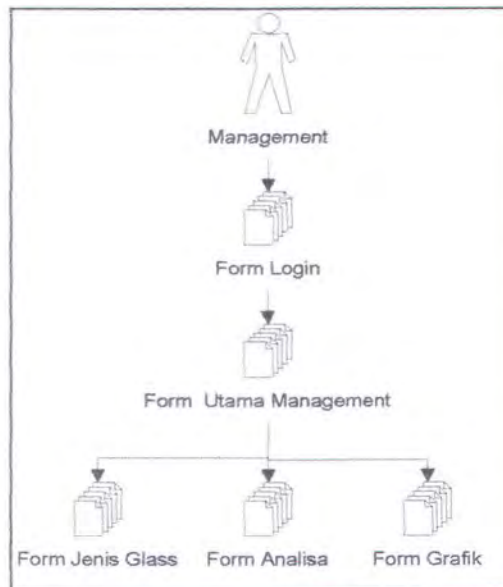 Management
Form Login
Form Utama Management
Form Jenis Glass Form Analisa Form Grafik